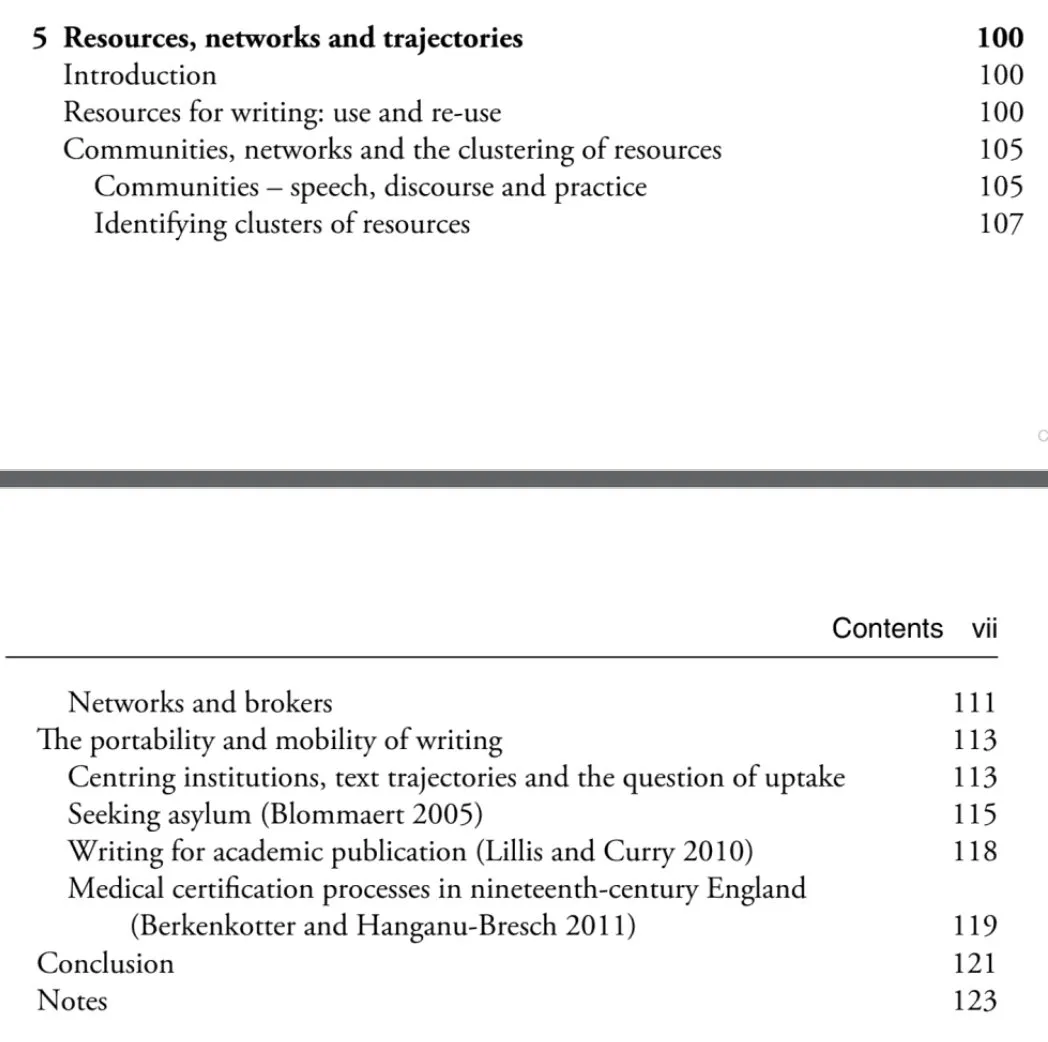 5 Resources, networks and trajectories 100
Introduction 100
Resources for writing: use and re-use 100
Communities, networks and the clustering of resources 105
Communities – speech, discourse and practice 105
Identifying clusters of resources 107
Contents vii
Networks and brokers 111
The portability and mobility of writing 113
Centring institutions, text trajectories and the question of uptake 113
Seeking asylum (Blommaert 2005) 115
Writing for academic publication (Lillis and Curry 2010) 118
Medical certification processes in nineteenth-century England
(Berkenkotter and Hanganu-Bresch 2011) 119
Conclusion 121
Notes 123